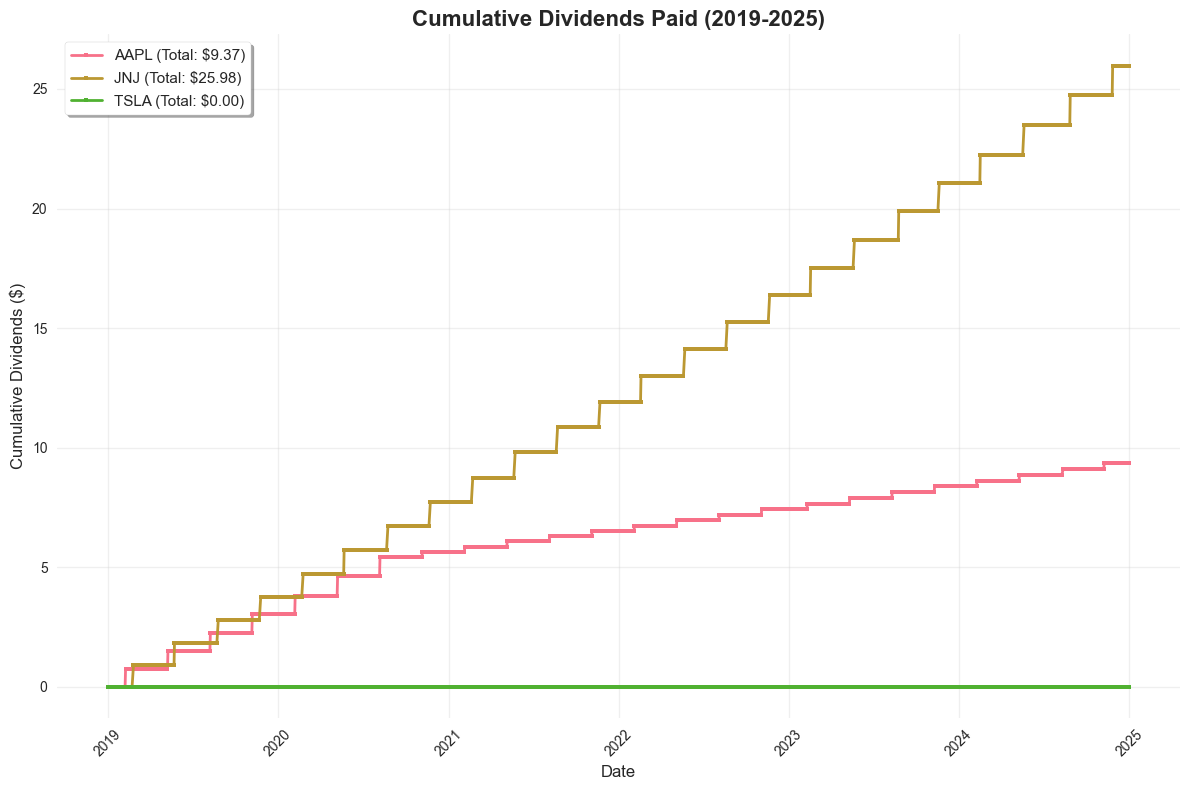 Cumulative Dividends Paid (2019-2025)
AAPL (Total: $9.37)
JNJ (Total: $25.98)
TSLA (Total: $0.00)
Cumulative Dividends ($)
25
20
15
10
5
0
2019
2020
2021
2022
2023
2024
2025
Date